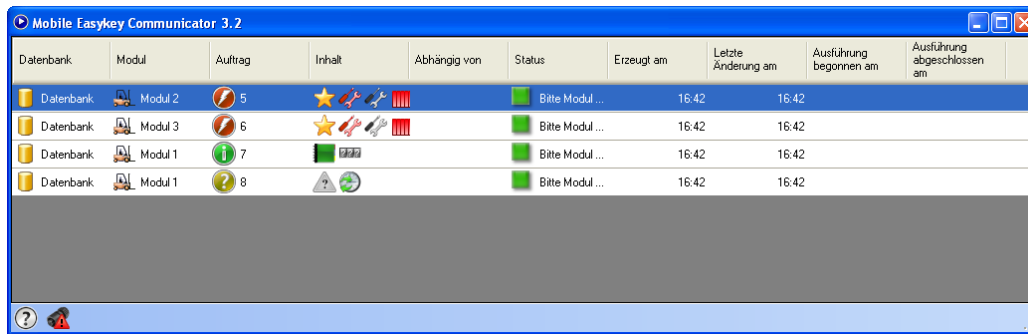 Mobile Easykey Communicator 3.2
Datenbank Modul Auftrag Inhalt Abhängig von Status Erzeugt am Letzte Änderung am Ausführung begonnen am Ausführung abgeschlossen am
Datenbank Modul 2 5 Bitte Modul ... 16:42 16:42
Datenbank Modul 3 6 Bitte Modul ... 16:42 16:42
Datenbank Modul 1 7 Bitte Modul ... 16:42 16:42
Datenbank Modul 1 8 Bitte Modul ... 16:42 16:42